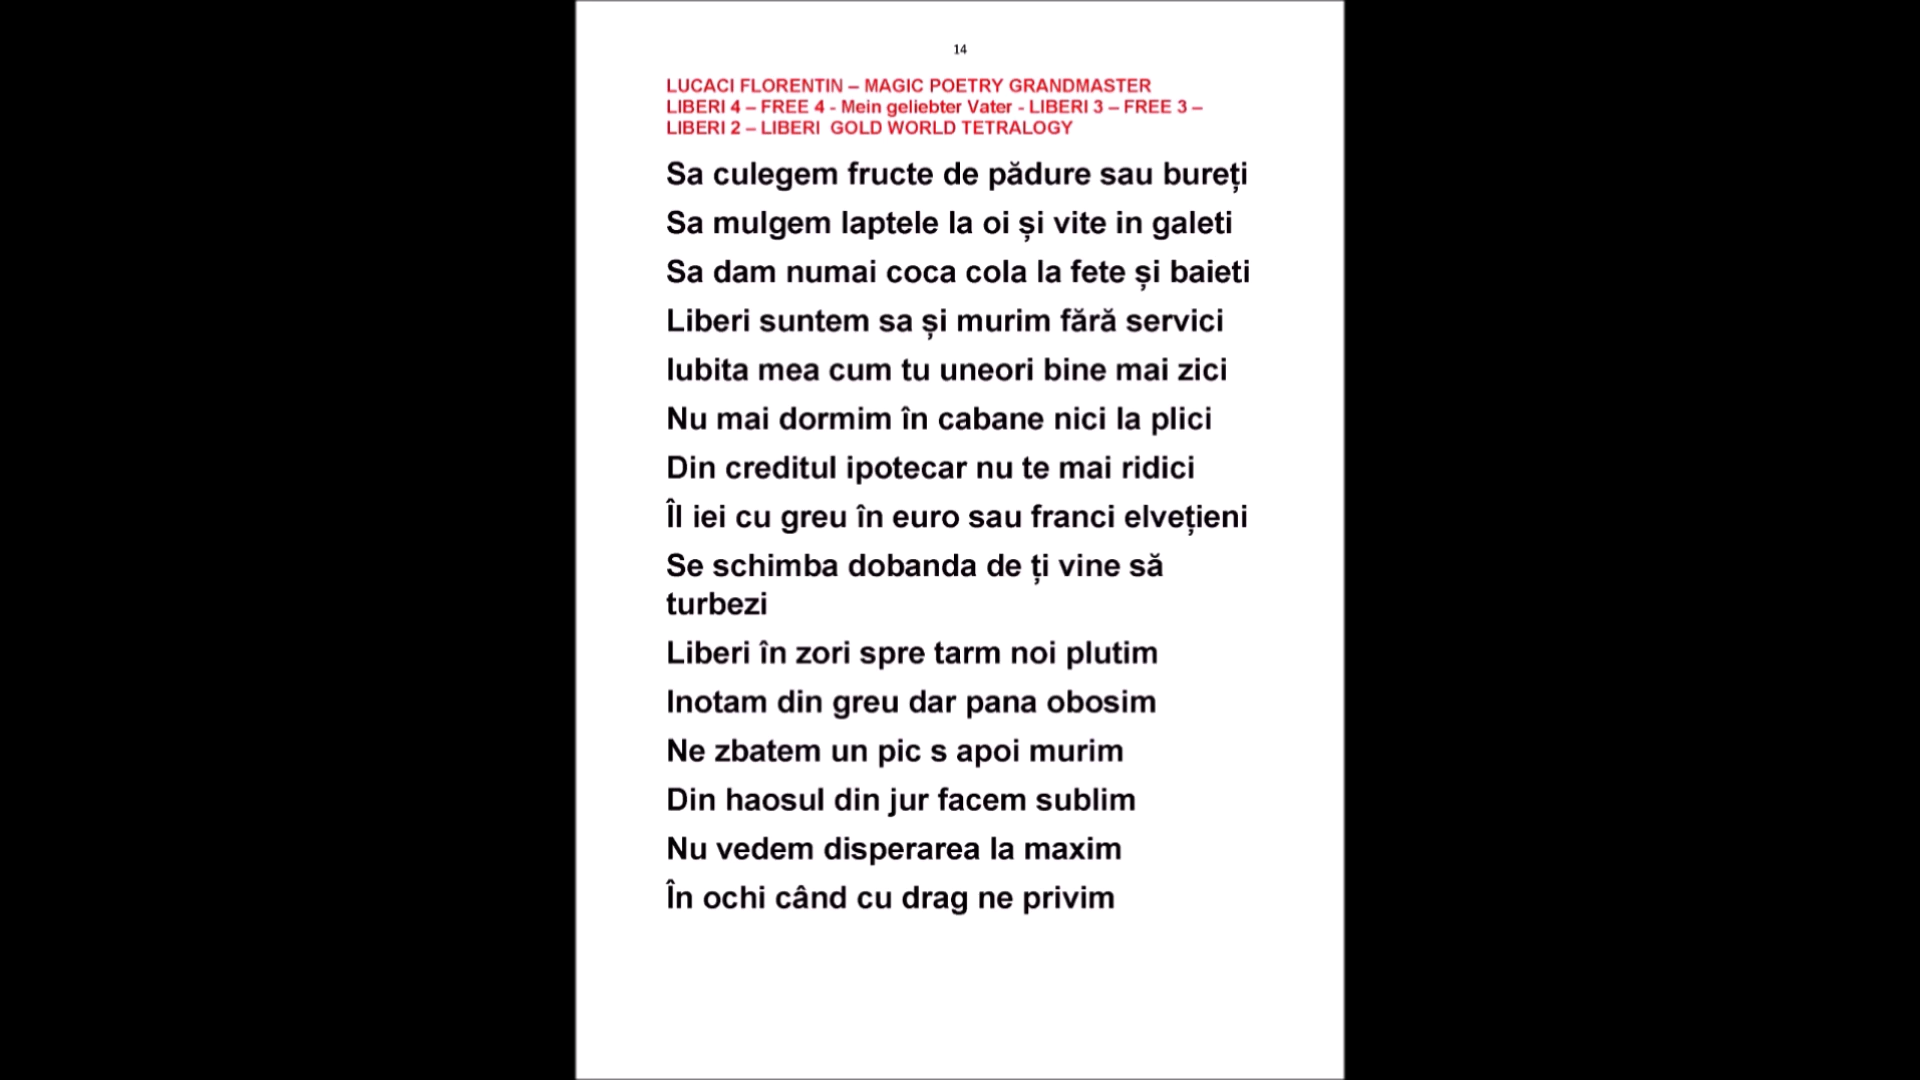 14
LUCACI FLORENTIN – MAGIC POETRY GRANDMASTER
LIBERI 4 – FREE 4 - Mein geliebter Vater - LIBERI 3 – FREE 3 –
LIBERI 2 – LIBERI  GOLD WORLD TETRALOGY
Sa culegem fructe de pădure sau bureți
Sa mulgem laptele la oi și vite in galeti
Sa dam numai coca cola la fete și baieti
Liberi suntem sa și murim fără servici
Iubita mea cum tu uneori bine mai zici
Nu mai dormim în cabane nici la plici
Din creditul ipotecar nu te mai ridici
Îl iei cu greu în euro sau franci elvețieni
Se schimba dobanda de ți vine să
turbezi
Liberi în zori spre tarm noi plutim
Inotam din greu dar pana obosim
Ne zbatem un pic s apoi murim
Din haosul din jur facem sublim
Nu vedem disperarea la maxim
În ochi când cu drag ne privim